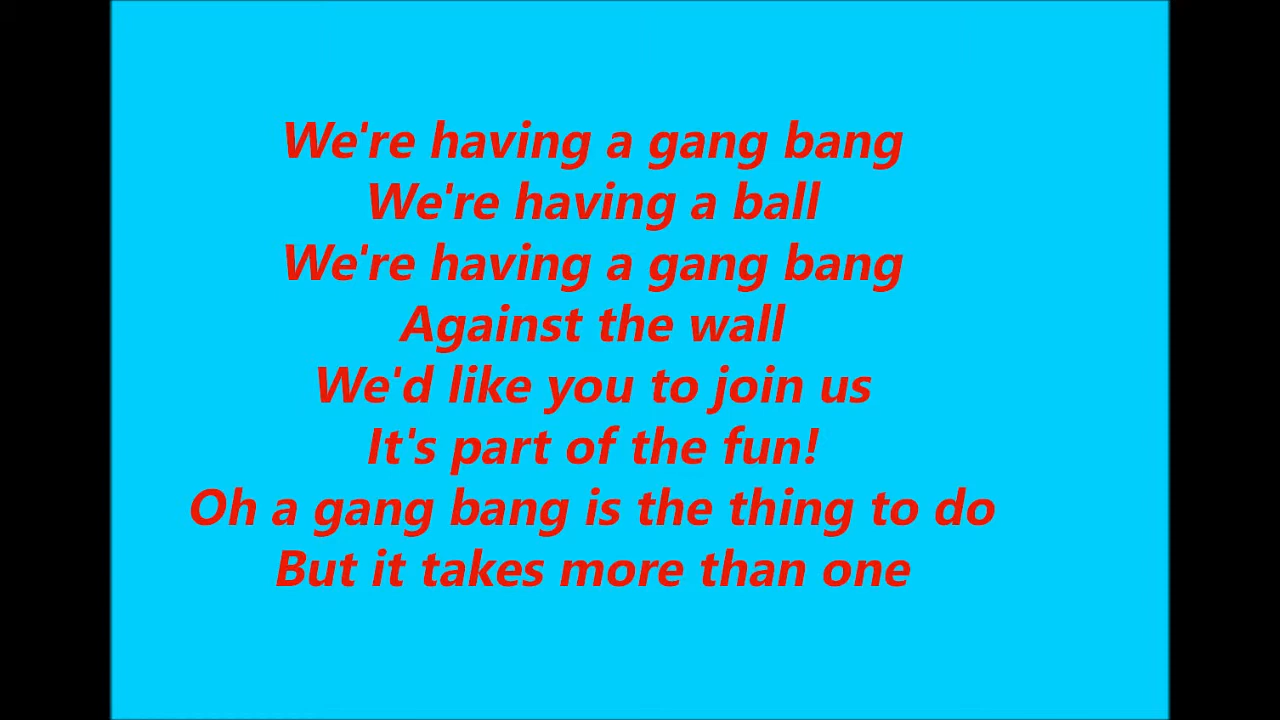 We're having a gang bang
We're having a ball
We're having a gang bang
Against the wall
We'd like you to join us
It's part of the fun!
Oh a gang bang is the thing to do
But it takes more than one